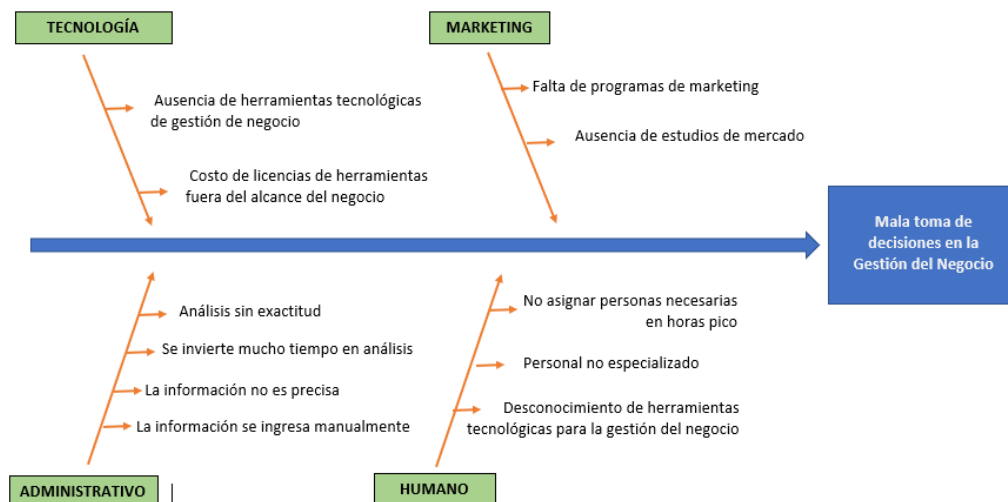 TECNOLOGÍA
MARKETING
Ausencia de herramientas tecnológicas
de gestión de negocio
Costo de licencias de herramientas
fuera del alcance del negocio
Falta de programas de marketing
Ausencia de estudios de mercado
Mala toma de
decisiones en la
Gestión del Negocio
Análisis sin exactitud
Se invierte mucho tiempo en análisis
La información no es precisa
La información se ingresa manualmente
No asignar personas necesarias
en horas pico
Personal no especializado
Desconocimiento de herramientas
tecnológicas para la gestión del negocio
ADMINISTRATIVO
HUMANO